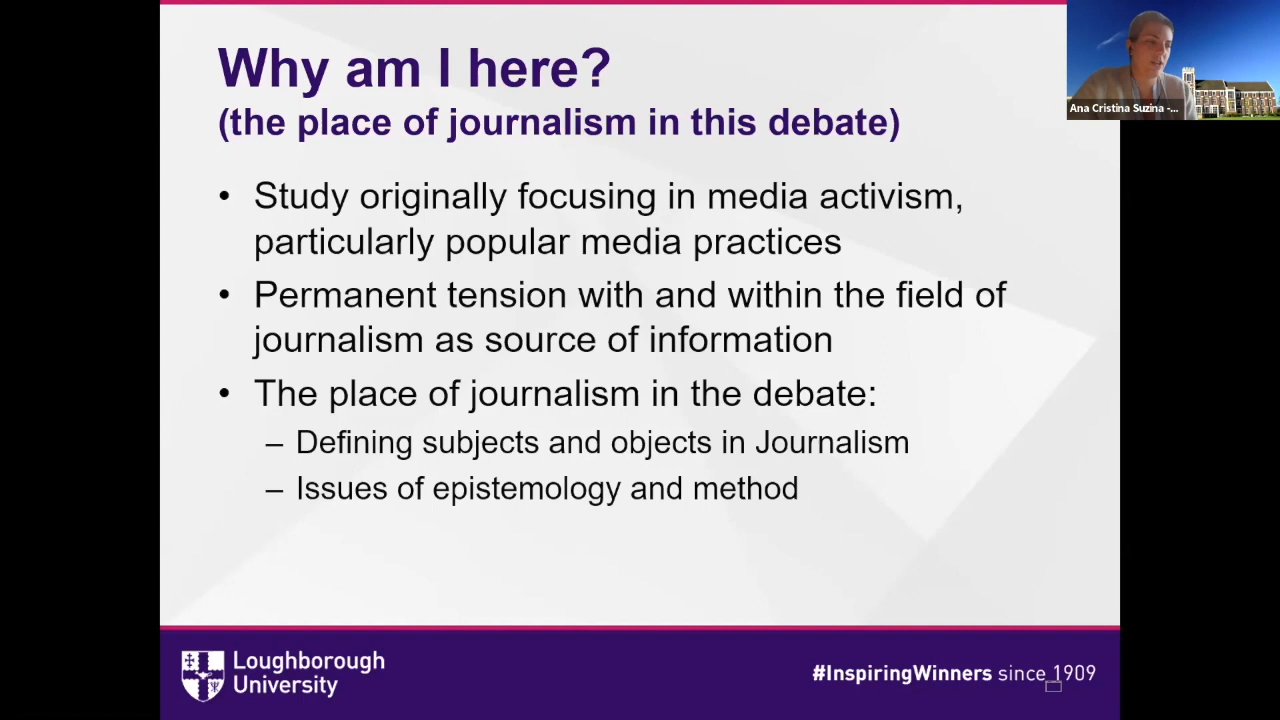 Why am I here?
(the place of journalism in this debate)
• Study originally focusing in media activism,
particularly popular media practices
• Permanent tension with and within the field of
journalism as source of information
• The place of journalism in the debate:
– Defining subjects and objects in Journalism
– Issues of epistemology and method
Ana Cristina Suzina -...
Loughborough
University
#InspiringWinners since 1909